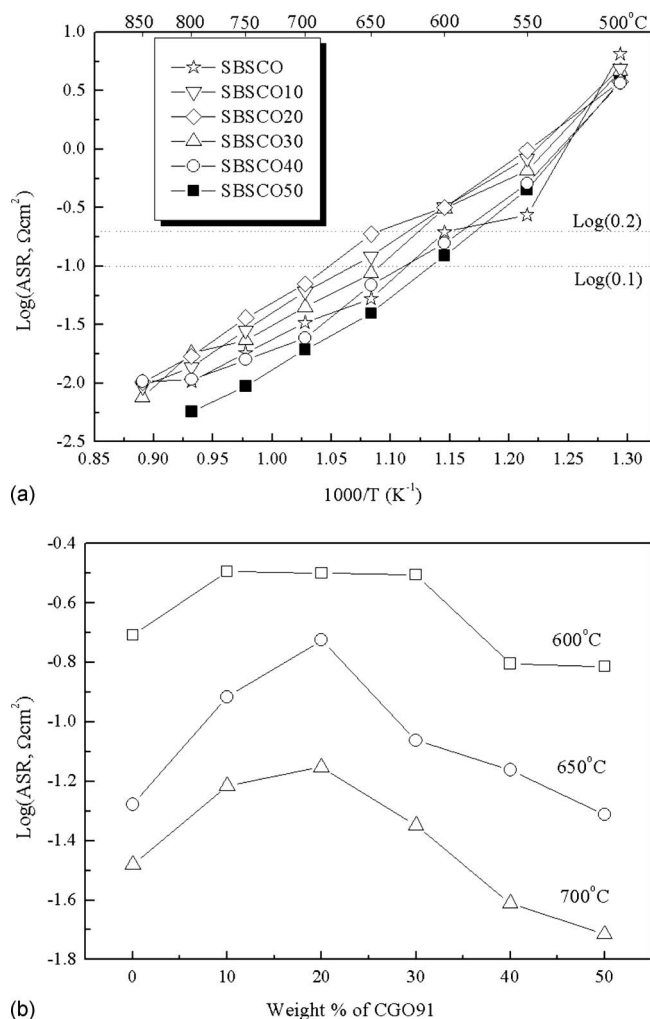 850 800 750 700 650 600 550 500°C
1.0
0.5
0.0
-0.5
-1.0
-1.5
-2.0
-2.5
Log(ASR, Ωcm²)
SBSCO
SBSCO10
SBSCO20
SBSCO30
SBSCO40
SBSCO50
Log(0.2)
Log(0.1)
0.85 0.90 0.95 1.00 1.05 1.10 1.15 1.20 1.25 1.30
(a)
1000/T (K⁻¹)
-0.4
-0.6
-0.8
-1.0
-1.2
-1.4
-1.6
-1.8
Log(ASR, Ωcm²)
600°C
650°C
700°C
0 10 20 30 40 50
(b)
Weight % of CGO91